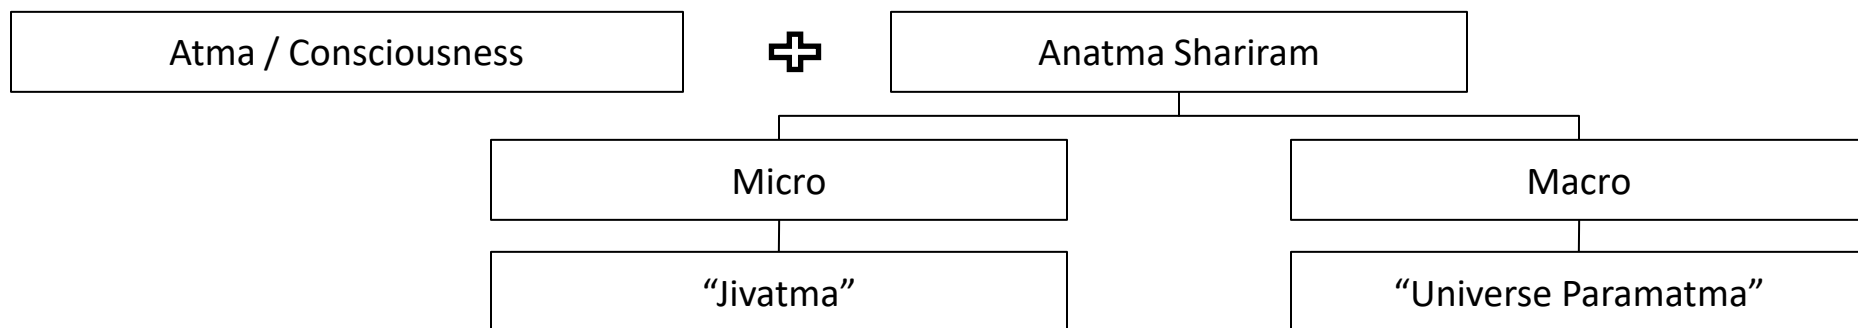 Atma / Consciousness
Anatma Shariram
Micro
Macro
“Jivatma”
“Universe Paramatma”